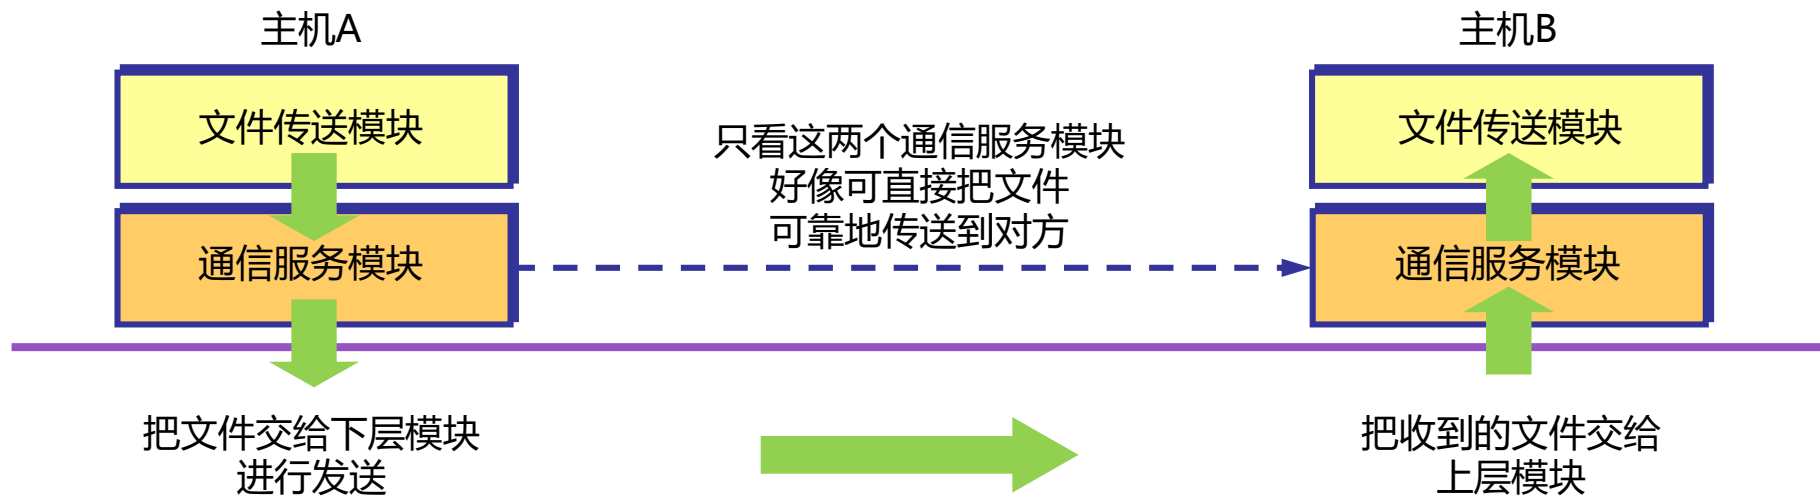 主机A
主机B
文件传送模块
文件传送模块
只看这两个通信服务模块
好像可直接把文件
可靠地传送到对方
通信服务模块
通信服务模块
把文件交给下层模块
进行发送
把收到的文件交给
上层模块